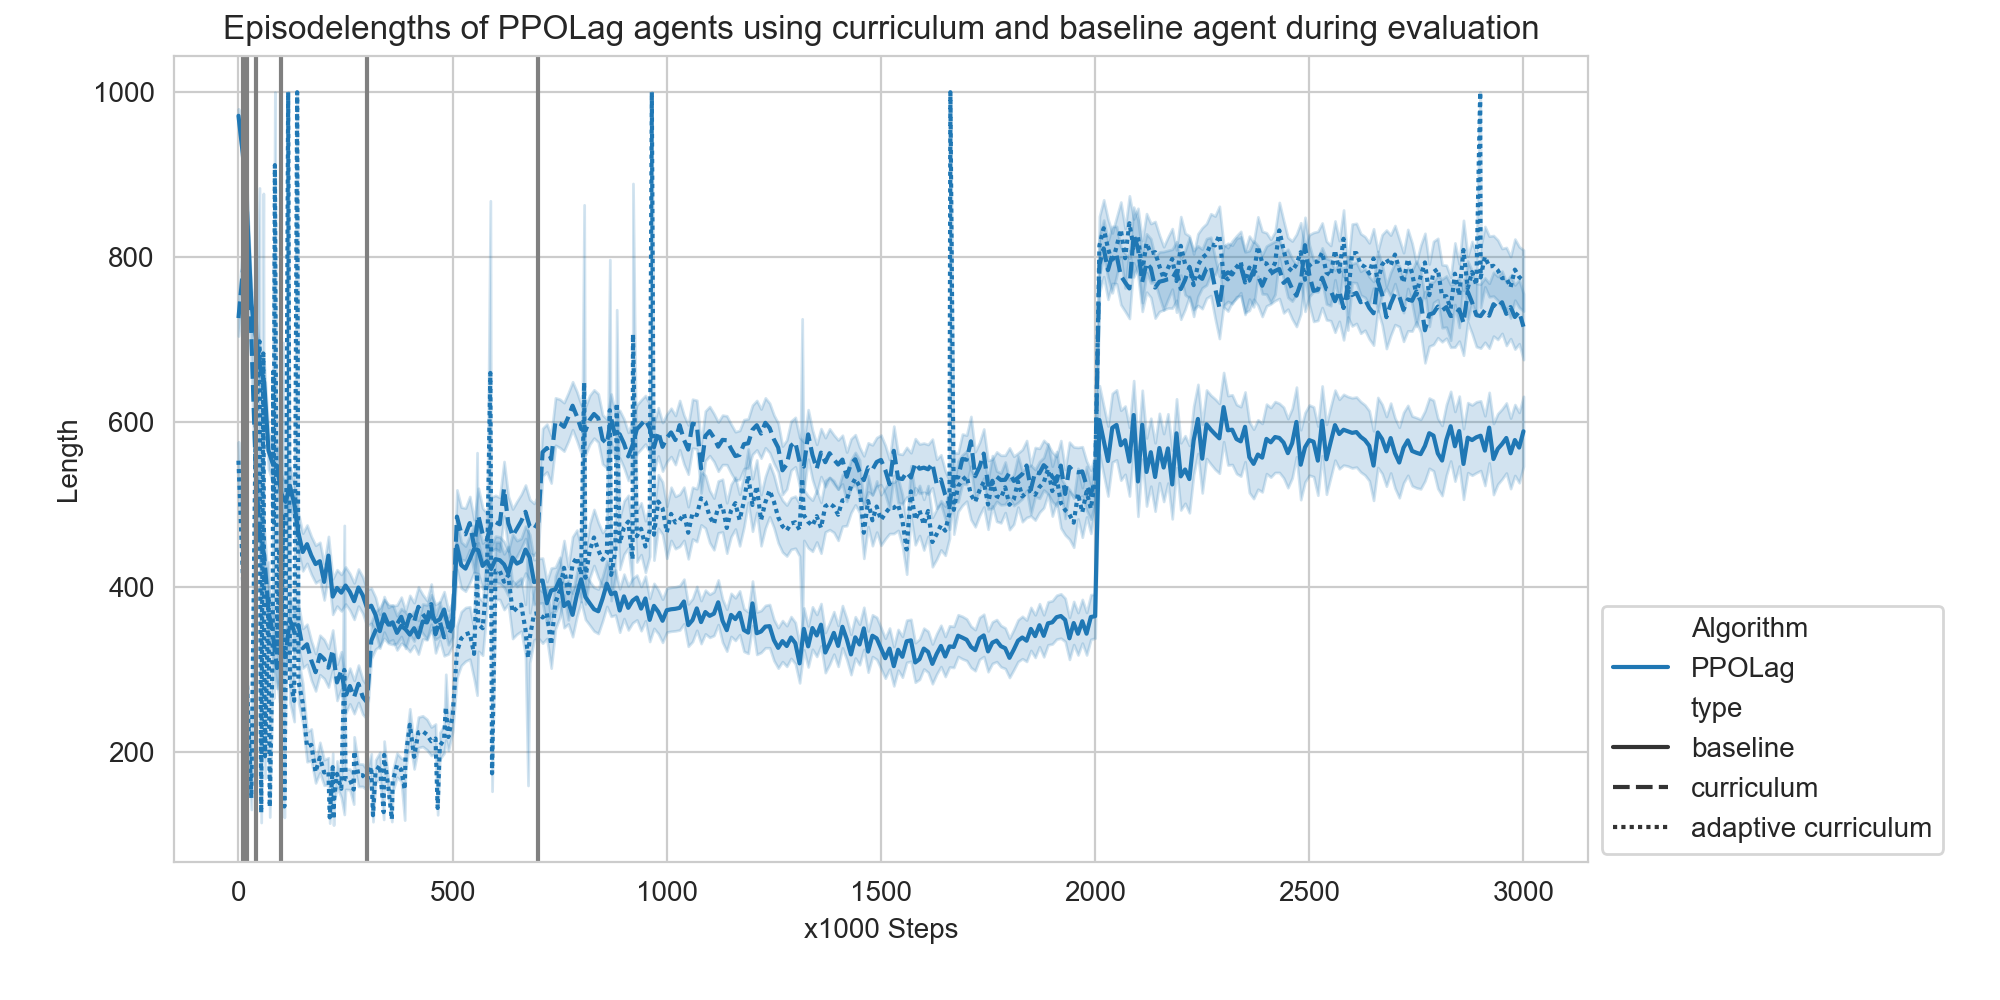 Episodelengths of PPOLag agents using curriculum and baseline agent during evaluation
1000
800
600
400
200
Length
0 500 1000 1500 2000 2500 3000
x1000 Steps
Algorithm
PPOLag
type
baseline
curriculum
adaptive curriculum